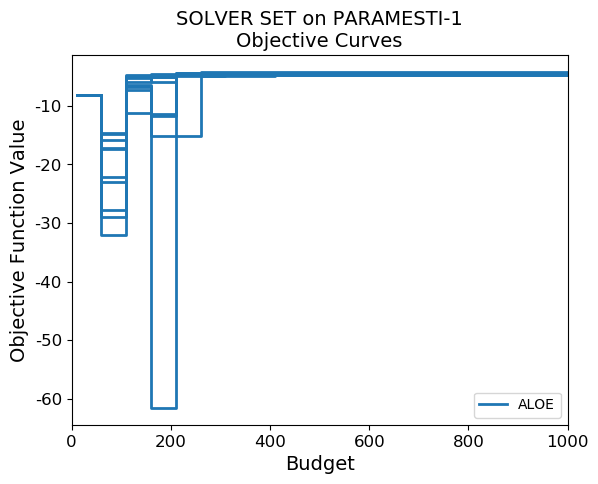 SOLVER SET on PARAMESTI-1
Objective Curves
Objective Function Value
-10
-20
-30
-40
-50
-60
0
200
400
600
800
1000
Budget
ALOE